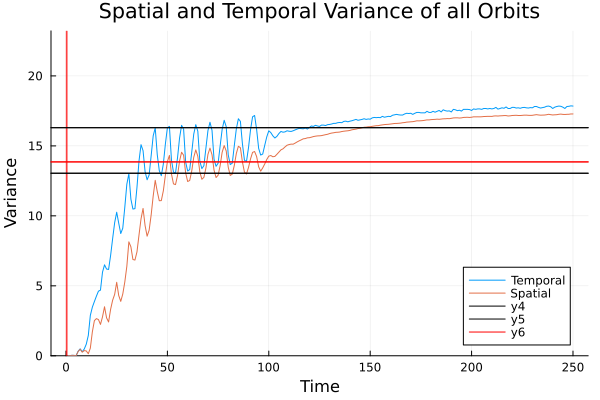 Spatial and Temporal Variance of all Orbits
Variance
20
15
10
5
0
Temporal
Spatial
y4
y5
y6
0 50 100 150 200 250
Time